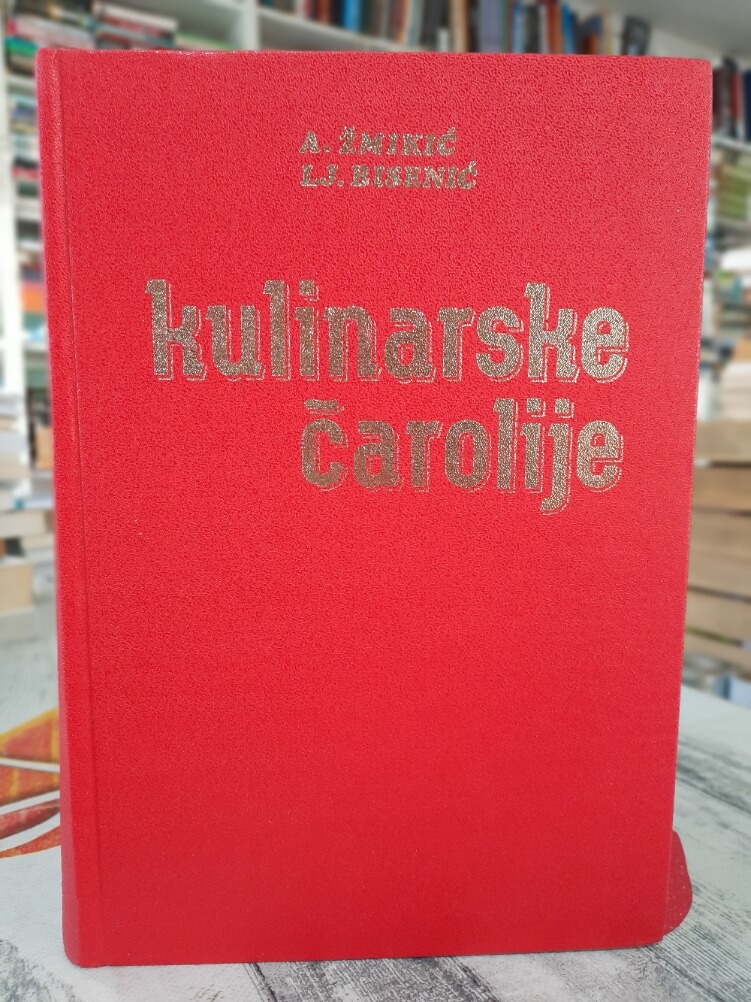 A. ŽMIKIĆ
LJ. BISENIĆ
kulinarske
čarolije